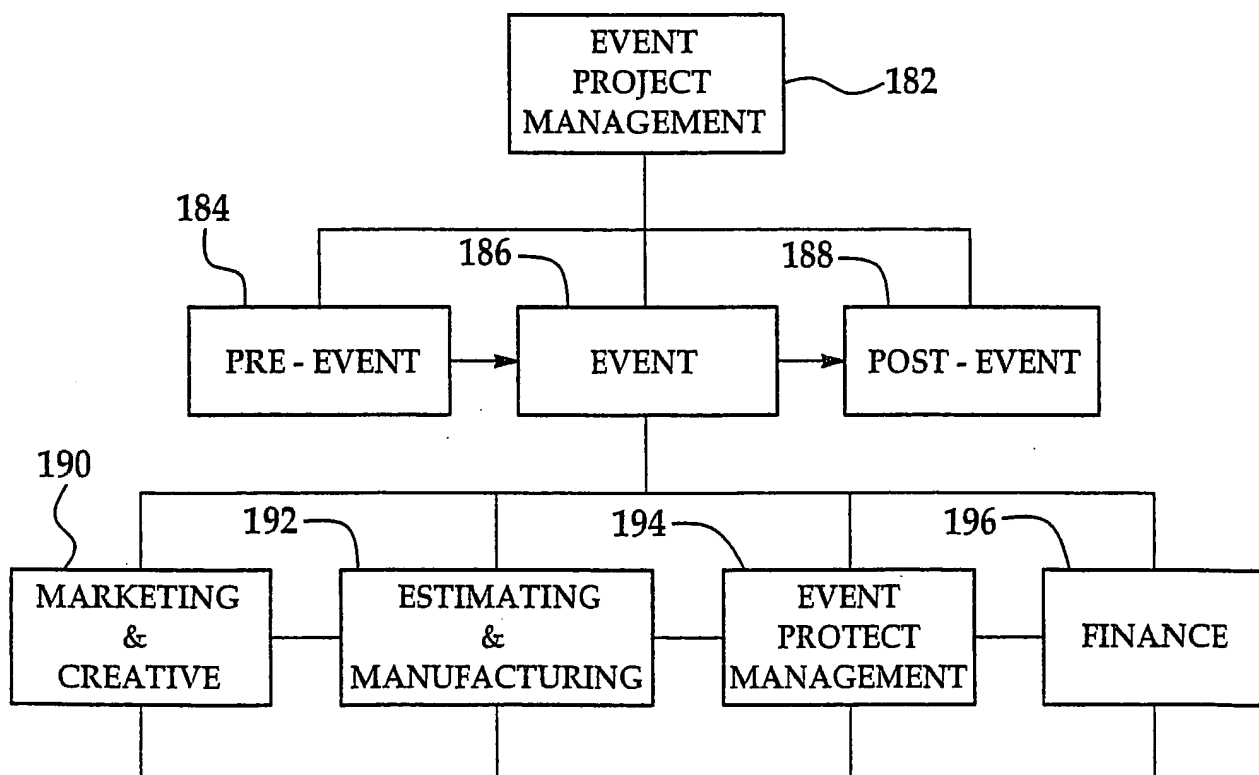 EVENT
PROJECT
MANAGEMENT
182
184
186
188
PRE - EVENT
EVENT
POST - EVENT
190
192
194
196
MARKETING
&
CREATIVE
ESTIMATING
&
MANUFACTURING
EVENT
PROTECT
MANAGEMENT
FINANCE